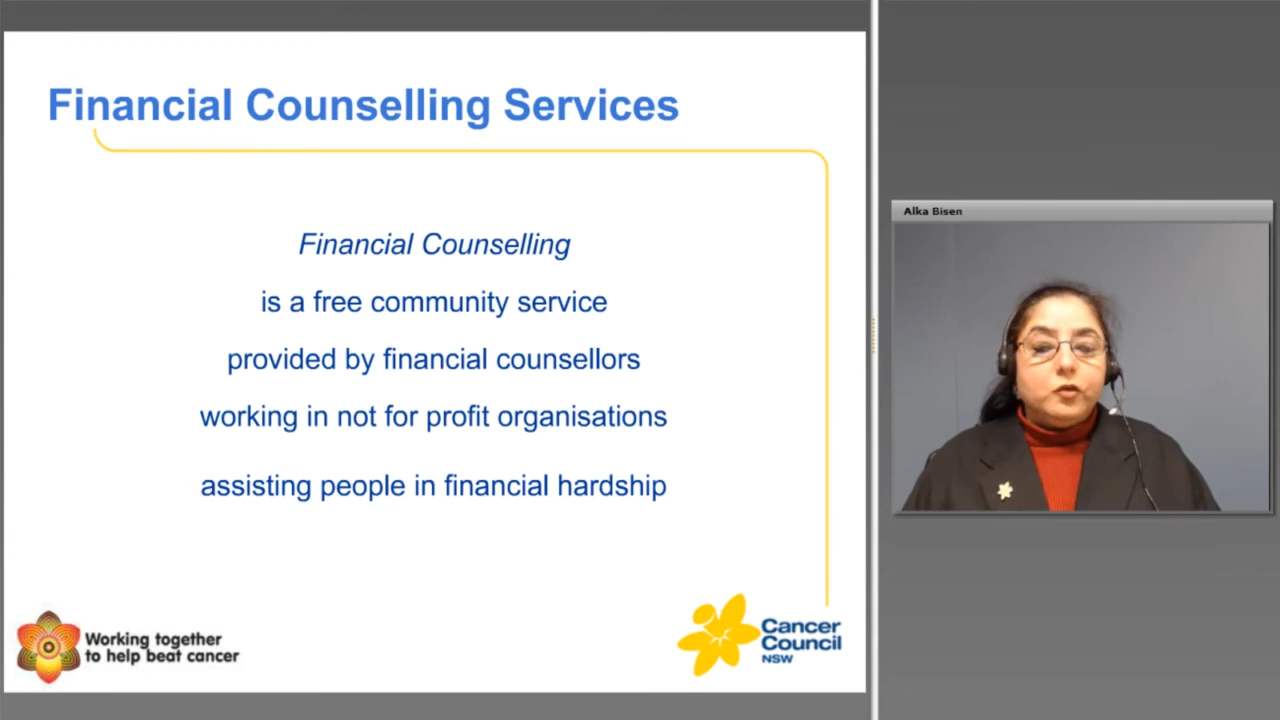 Financial Counselling Services
Financial Counselling
is a free community service
provided by financial counsellors
working in not for profit organisations
assisting people in financial hardship
Working together
to help beat cancer
Cancer
Council
NSW
Alka Bisen